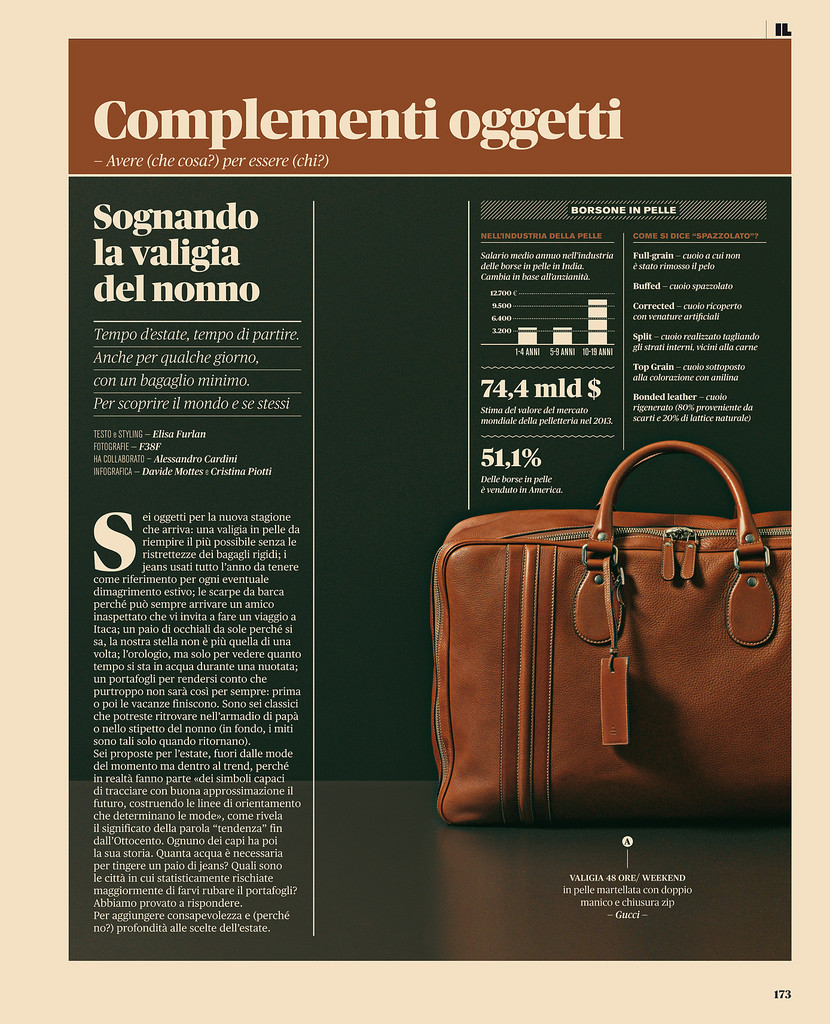 IL
Complementi oggetti
– Avere (che cosa?) per essere (chi?)
Sognando
la valigia
del nonno
Tempo d'estate, tempo di partire.
Anche per qualche giorno,
con un bagaglio minimo.
Per scoprire il mondo e se stessi
TESTO e STYLING – Elisa Furlan
FOTOGRAFIE – F38F
HA COLLABORATO – Alessandro Cardini
INFOGRAFICA – Davide Mottes e Cristina Piotti
Sei oggetti per la nuova stagione
che arriva: una valigia in pelle da
riempire il più possibile senza le
ristrettezze dei bagagli rigidi; i
jeans usati tutto l'anno da tenere
come riferimento per ogni eventuale
dimagrimento estivo; le scarpe da barca
perché può sempre arrivare un amico
inaspettato che vi invita a fare un viaggio a
Itaca; un paio di occhiali da sole perché si
sa, la nostra stella non è più quella di una
volta; l'orologio, ma solo per vedere quanto
tempo si sta in acqua durante una nuotata;
un portafogli per rendersi conto che
purtroppo non sarà così per sempre: prima
o poi le vacanze finiscono. Sono sei classici
che potreste ritrovare nell'armadio di papà
o nello stipetto del nonno (in fondo, i miti
sono tali solo quando ritornano).
Sei proposte per l'estate, fuori dalle mode
del momento ma dentro al trend, perché
in realtà fanno parte «dei simboli capaci
di tracciare con buona approssimazione il
futuro, costruendo le linee di orientamento
che determinano le mode», come rivela
il significato della parola “tendenza” fin
dall'Ottocento. Ognuno dei capi ha poi
la sua storia. Quanta acqua è necessaria
per tingere un paio di jeans? Quali sono
le città in cui statisticamente rischiate
maggiormente di farvi rubare il portafogli?
Abbiamo provato a rispondere.
Per aggiungere consapevolezza e (perché
no?) profondità alle scelte dell'estate.
BORSONE IN PELLE
NELL'INDUSTRIA DELLA PELLE
Salario medio annuo nell'industria
delle borse in pelle in India.
Cambia in base all'anzianità.
12.700 €
9.500
6.400
3.200
1-4 ANNI 5-9 ANNI 10-19 ANNI
74,4 mld $
Stima del valore del mercato
mondiale della pelletteria nel 2013.
51,1%
Delle borse in pelle
è venduto in America.
COME SI DICE “SPAZZOLATO”?
Full-grain – cuoio a cui non
è stato rimosso il pelo
Buffed – cuoio spazzolato
Corrected – cuoio ricoperto
con venature artificiali
Split – cuoio realizzato tagliando
gli strati interni, vicini alla carne
Top Grain – cuoio sottoposto
alla colorazione con anilina
Bonded leather – cuoio
rigenerato (80% proveniente da
scarti e 20% di lattice naturale)
A
VALIGIA 48 ORE/ WEEKEND
in pelle martellata con doppio
manico e chiusura zip
– Gucci –
173